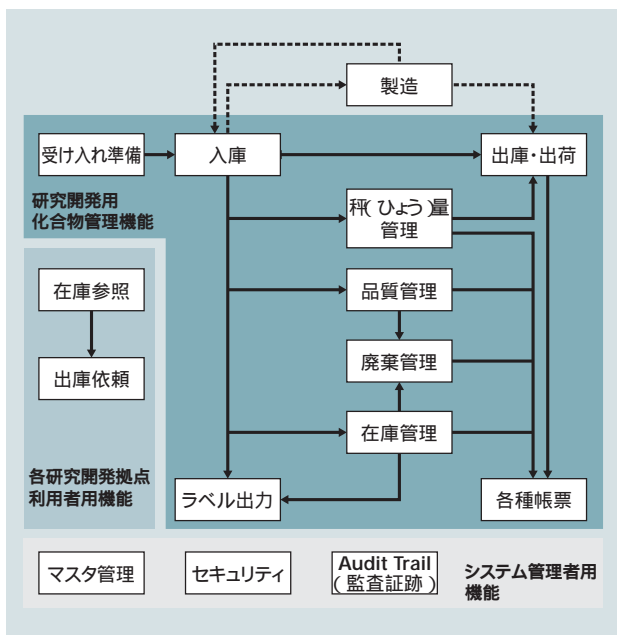 製造
受け入れ準備
入庫
出庫・出荷
研究開発用
化合物管理機能
秤(ひょう)量
管理
在庫参照
品質管理
出庫依頼
廃棄管理
在庫管理
各研究開発拠点
利用者用機能
ラベル出力
各種帳票
マスタ管理
セキュリティ
Audit Trail
(監査証跡)
システム管理者用
機能